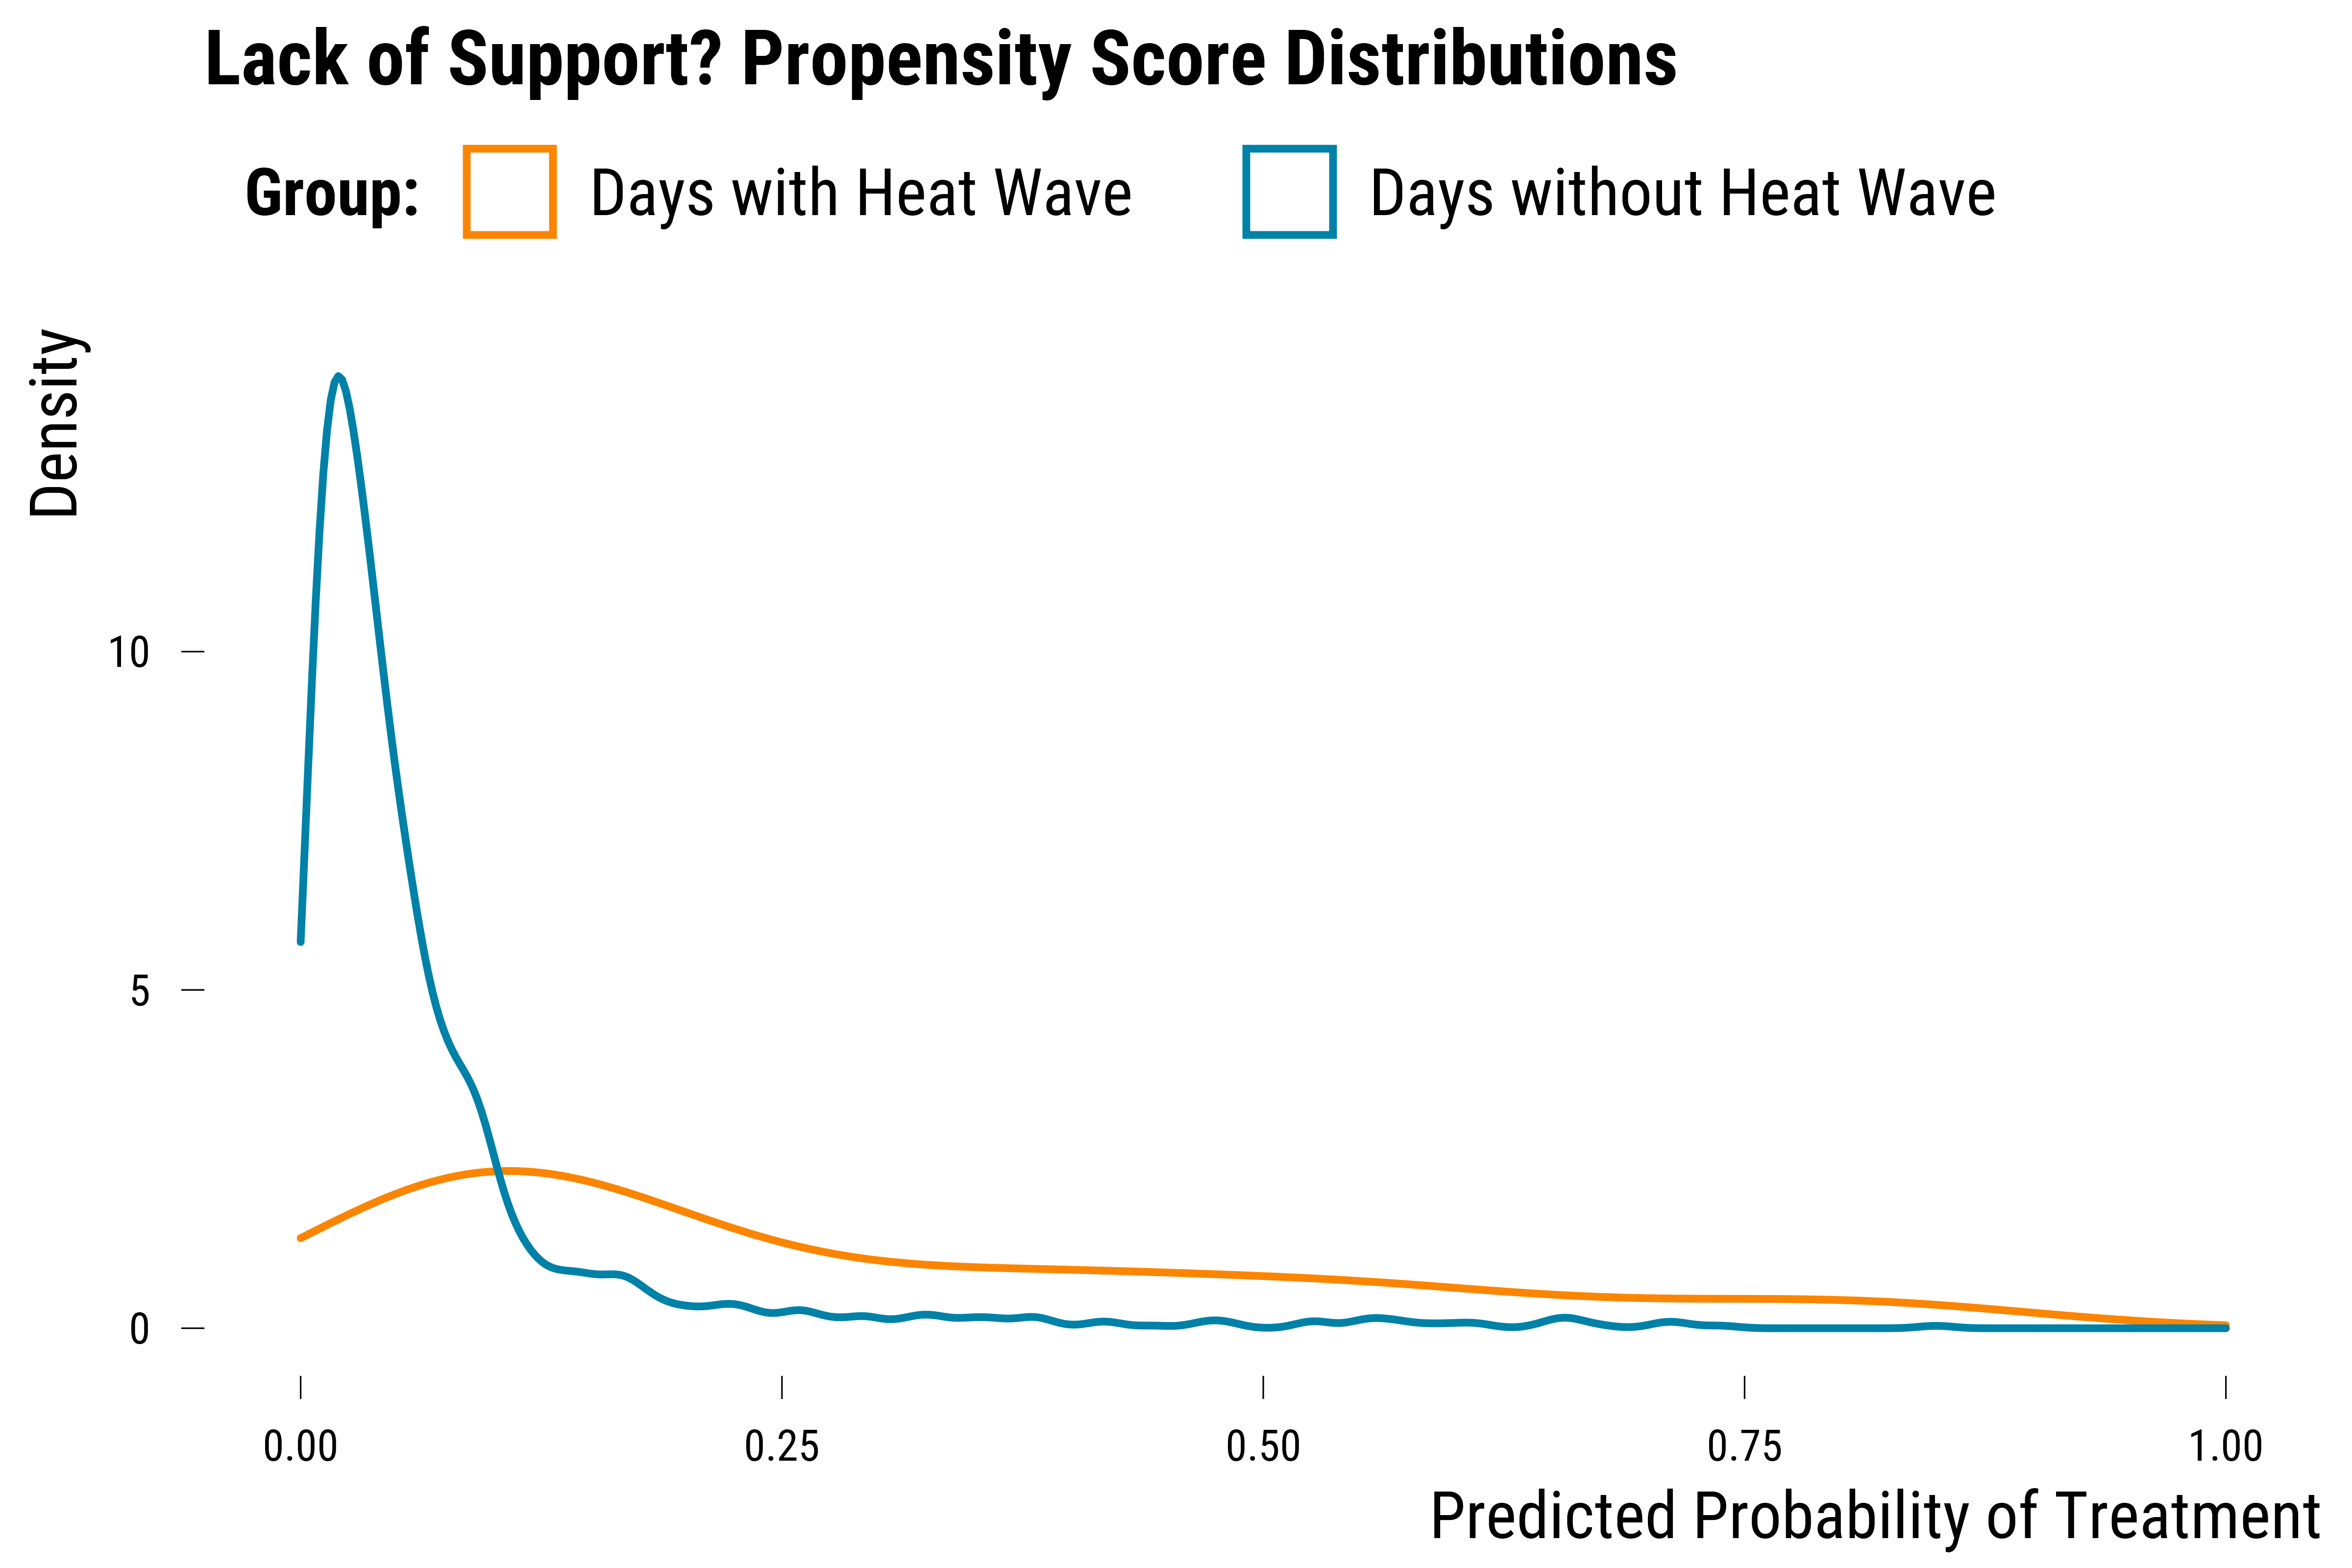 Lack of Support? Propensity Score Distributions
Group: Days with Heat Wave Days without Heat Wave
Density
10
5
0
0.00 0.25 0.50 0.75 1.00
Predicted Probability of Treatment